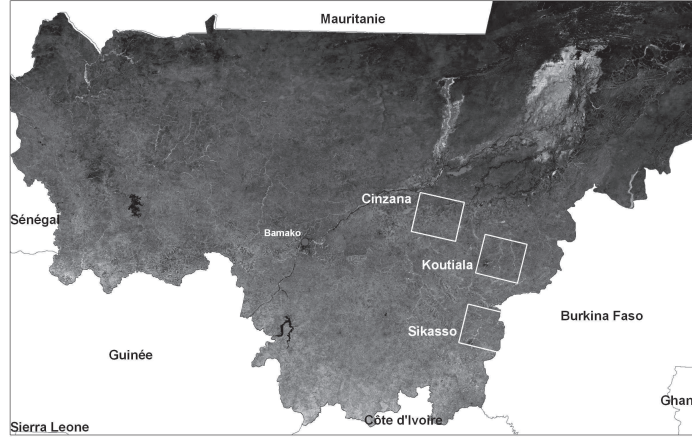 Mauritanie
Cinzana
Sénégal
Bamako
Koutiala
Burkina Faso
Sikasso
Guinée
Ghan
Côte d'Ivoire
Sierra Leone